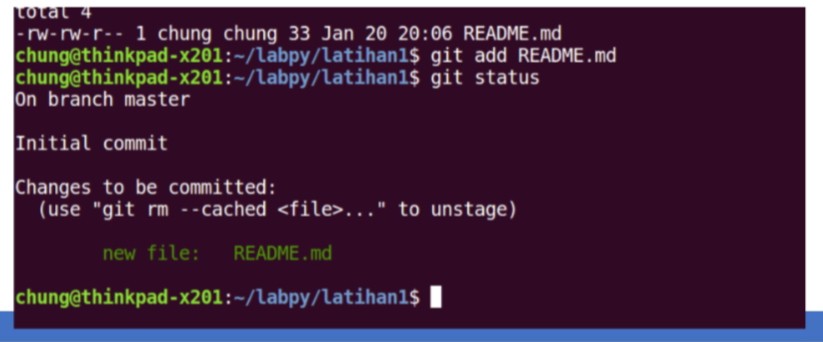 total 4
-rw-rw-r-- 1 chung chung 33 Jan 20 20:06 README.md
chung@thinkpad-x201:~/labpy/latihan1$ git add README.md
chung@thinkpad-x201:~/labpy/latihan1$ git status
On branch master
Initial commit
Changes to be committed:
(use "git rm --cached <file>..." to unstage)
new file: README.md
chung@thinkpad-x201:~/labpy/latihan1$